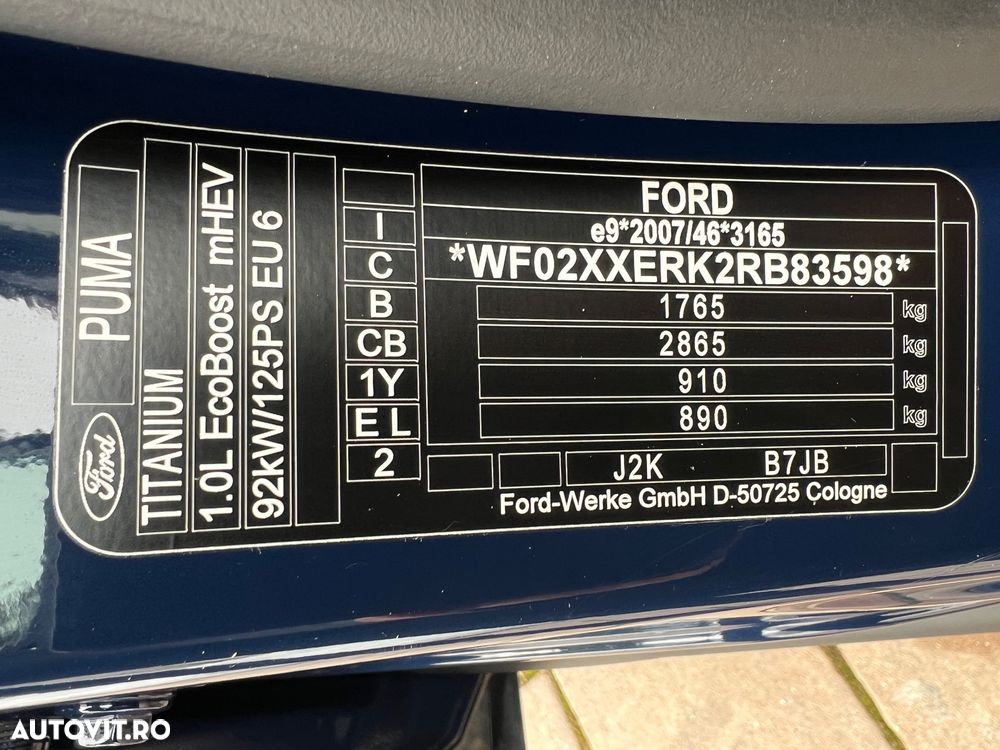 PUMA
Ford
TITANIUM
1.0L EcoBoost mHEV
92kW/125PS EU 6
FORD
I e9*2007/46*3165
C *WF02XXERK2RB83598*
B 1765 kg
CB 2865 kg
1Y 910 kg
E L 890 kg
2 J2K B7JB
Ford-Werke GmbH D-50725 Cologne
AUTOVIT.RO